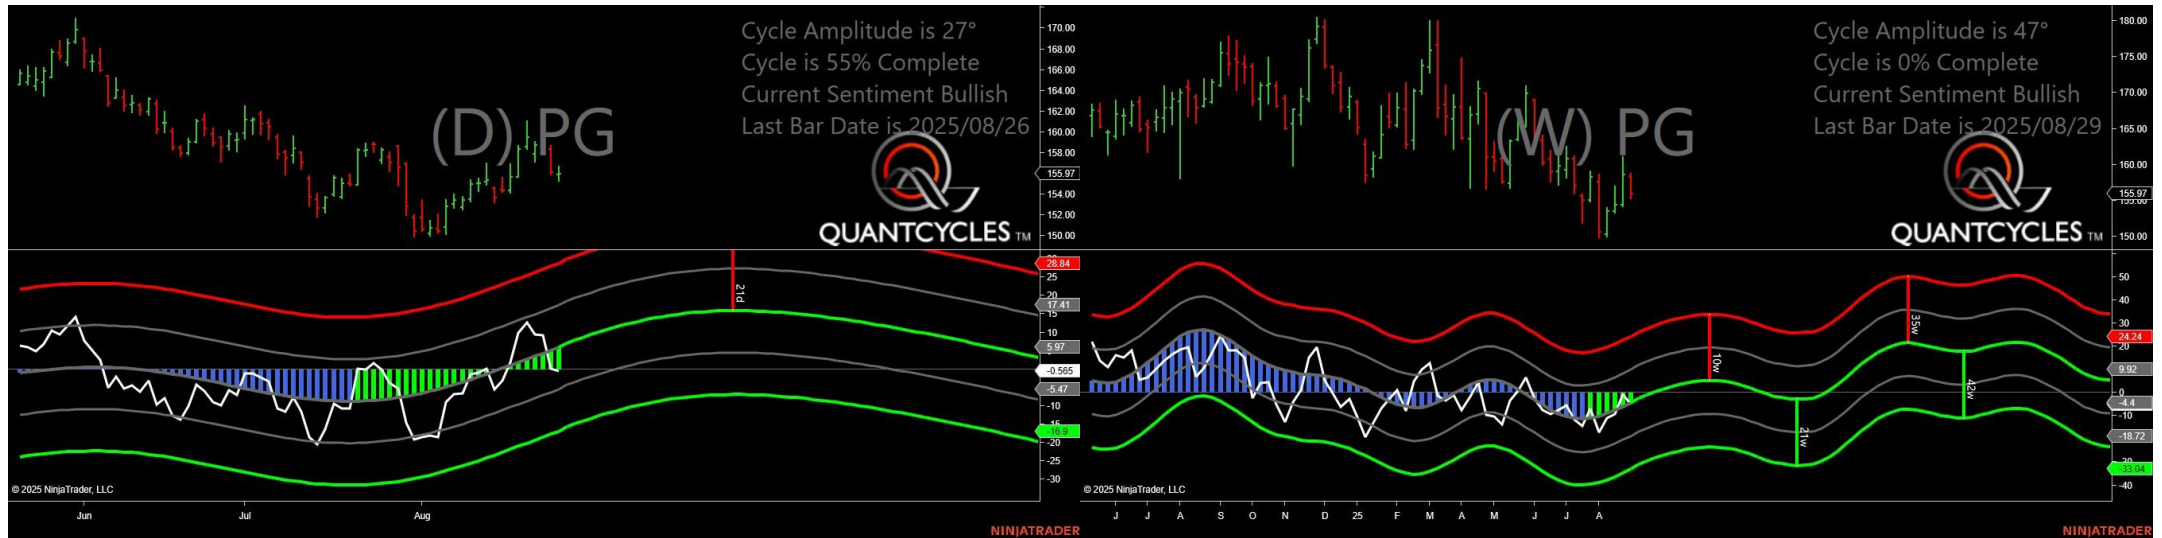 Cycle Amplitude is 27°
Cycle is 55% Complete
Current Sentiment Bullish
Last Bar Date is 2025/08/26
(D) PG
QUANTCYCLES TM
170.00
168.00
166.00
164.00
162.00
160.00
158.00
155.97
154.00
152.00
150.00
21d
28.84
25
20
17.41
15
10
5.97
-0.565
-5.47
-10
-16.9
-20
-25
-30
© 2025 NinjaTrader, LLC
Jun Jul Aug
NINJATRADER
Cycle Amplitude is 47°
Cycle is 0% Complete
Current Sentiment Bullish
Last Bar Date is 2025/08/29
(W) PG
QUANTCYCLES TM
180.00
175.00
170.00
165.00
160.00
155.97
155.00
150.00
10w
21w
35w
42w
50
40
30
24.24
20
9.92
0
-4.4
-10
-18.72
-33.04
-40
© 2025 NinjaTrader, LLC
J J A S O N D 25 F M A M J J A
NINJATRADER